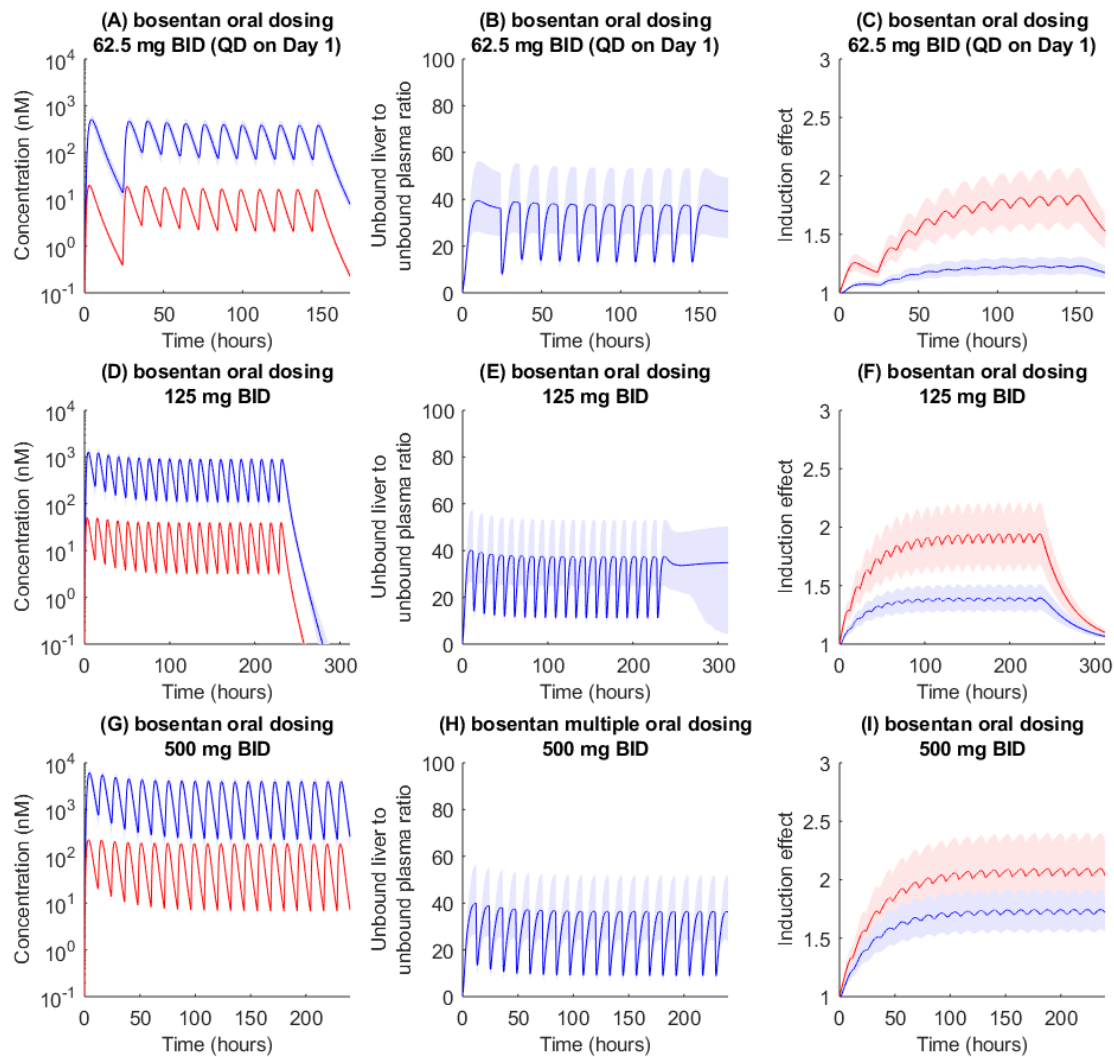 (A) bosentan oral dosing
62.5 mg BID (QD on Day 1)
Concentration (nM)
10^4
10^3
10^2
10^1
10^0
10^-1
0 50 100 150
Time (hours)
(B) bosentan oral dosing
62.5 mg BID (QD on Day 1)
Unbound liver to
unbound plasma ratio
100
80
60
40
20
0
0 50 100 150
Time (hours)
(C) bosentan oral dosing
62.5 mg BID (QD on Day 1)
Induction effect
3
2.5
2
1.5
1
50 100 150
Time (hours)
(D) bosentan oral dosing
125 mg BID
Concentration (nM)
10^4
10^3
10^2
10^1
10^0
10^-1
0 100 200 300
Time (hours)
(E) bosentan oral dosing
125 mg BID
Unbound liver to
unbound plasma ratio
100
80
60
40
20
0
0 100 200 300
Time (hours)
(F) bosentan oral dosing
125 mg BID
Induction effect
3
2.5
2
1.5
1
0 100 200 300
Time (hours)
(G) bosentan oral dosing
500 mg BID
Concentration (nM)
10^4
10^3
10^2
10^1
10^0
10^-1
0 50 100 150 200
Time (hours)
(H) bosentan multiple oral dosing
500 mg BID
Unbound liver to
unbound plasma ratio
100
80
60
40
20
0
0 50 100 150 200
Time (hours)
(I) bosentan oral dosing
500 mg BID
Induction effect
3
2.5
2
1.5
1
0 50 100 150 200
Time (hours)